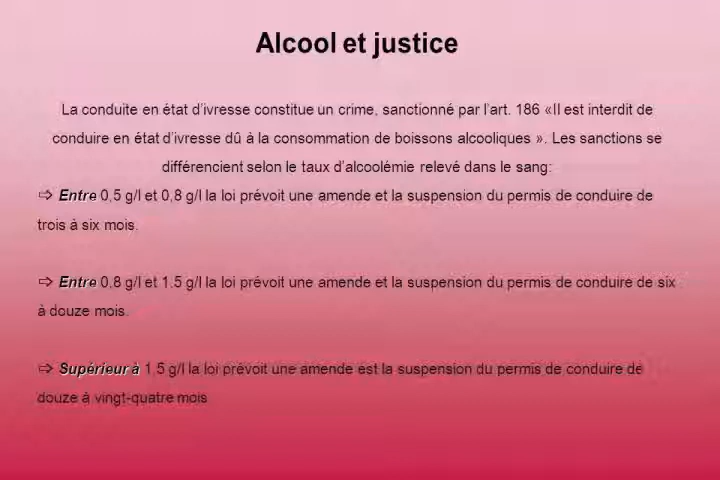 Alcool et justice
La conduite en état d'ivresse constitue un crime, sanctionné par l'art. 186 «Il est interdit de
conduire en état d'ivresse dû à la consommation de boissons alcooliques ». Les sanctions se
différencient selon le taux d'alcoolémie relevé dans le sang:
⇨ Entre 0,5 g/l et 0,8 g/l la loi prévoit une amende et la suspension du permis de conduire de
trois à six mois.
⇨ Entre 0,8 g/l et 1.5 g/l la loi prévoit une amende et la suspension du permis de conduire de six
à douze mois.
⇨ Supérieur à 1,5 g/l la loi prévoit une amende est la suspension du permis de conduire de
douze à vingt-quatre mois